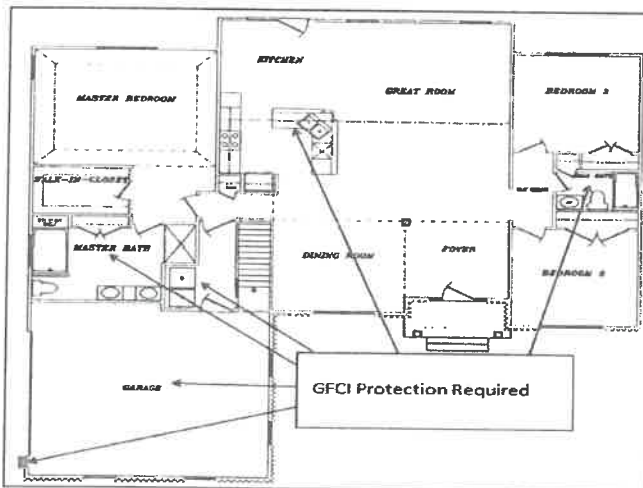 KITCHEN
MASTER BEDROOM
GREAT ROOM
BEDROOM 2
WALK-IN CLOSET
MASTER BATH
DINING ROOM
FOYER
BEDROOM
GFCI Protection Required
GARAGE